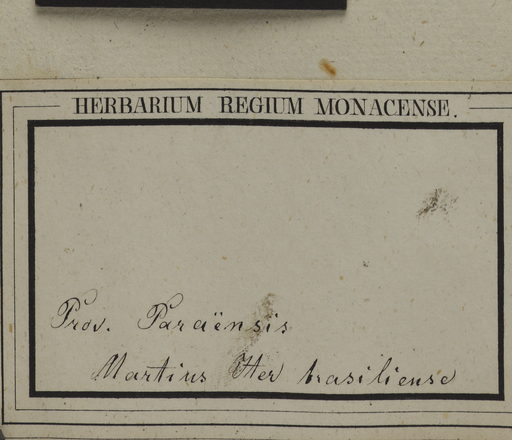 HERBARIUM REGIUM MONACENSE.
Prov. Paraënsis
Martius Iter brasiliense